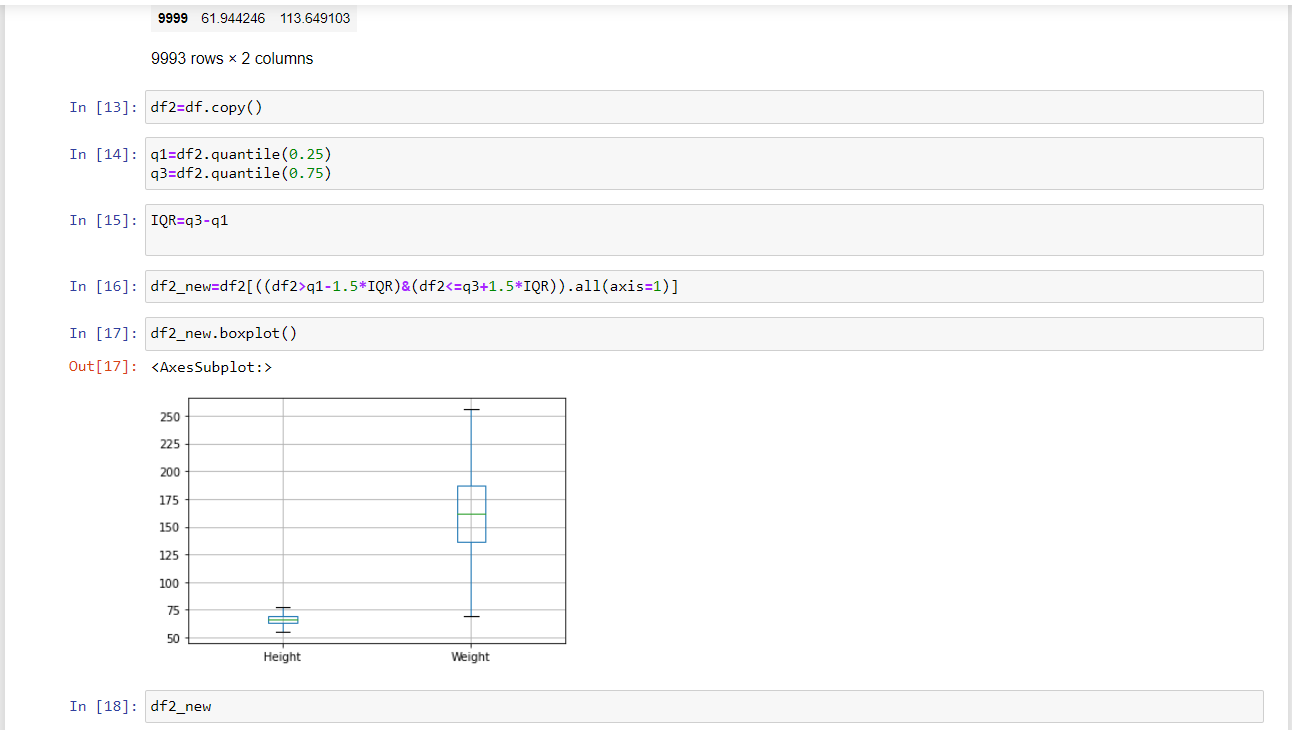 9999 61.944246 113.649103
9993 rows × 2 columns
In [13]: df2=df.copy()
In [14]: q1=df2.quantile(0.25)
q3=df2.quantile(0.75)
In [15]: IQR=q3-q1
In [16]: df2_new=df2[((df2>q1-1.5*IQR)&(df2<=q3+1.5*IQR)).all(axis=1)]
In [17]: df2_new.boxplot()
Out[17]: <AxesSubplot:>
250
225
200
175
150
125
100
75
50
Height Weight
In [18]: df2_new